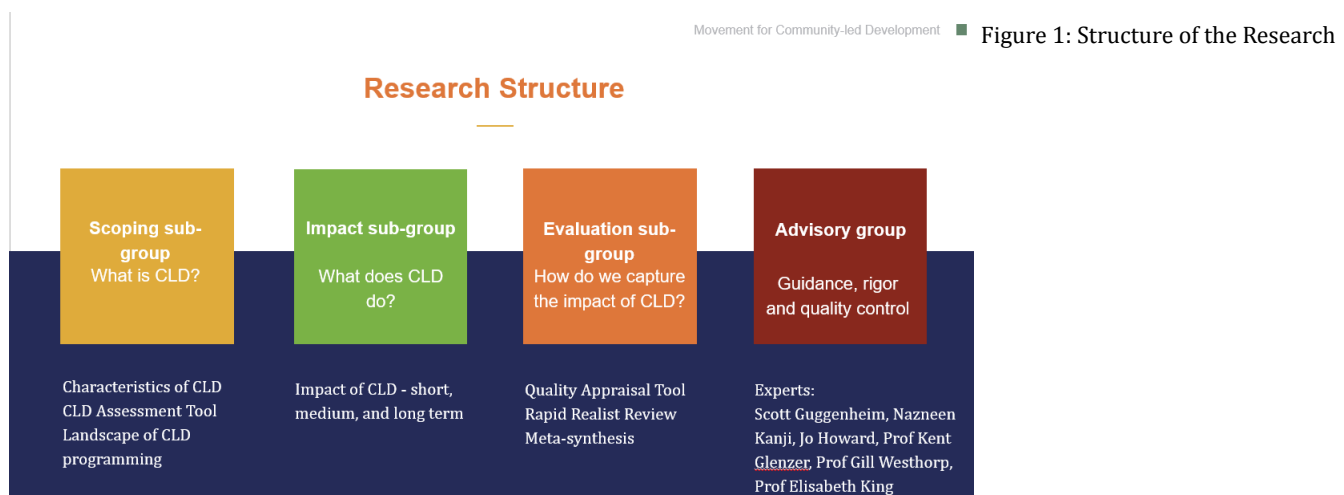 Movement for Community-led Development
Figure 1: Structure of the Research
Research Structure
Scoping sub-
group
What is CLD?
Impact sub-group
What does CLD
do?
Evaluation sub-
group
How do we capture
the impact of CLD?
Advisory group
Guidance, rigor
and quality control
Characteristics of CLD
CLD Assessment Tool
Landscape of CLD
programming
Impact of CLD - short,
medium, and long term
Quality Appraisal Tool
Rapid Realist Review
Meta-synthesis
Experts:
Scott Guggenheim, Nazneen
Kanji, Jo Howard, Prof Kent
Glenzer, Prof Gill Westhorp,
Prof Elisabeth King